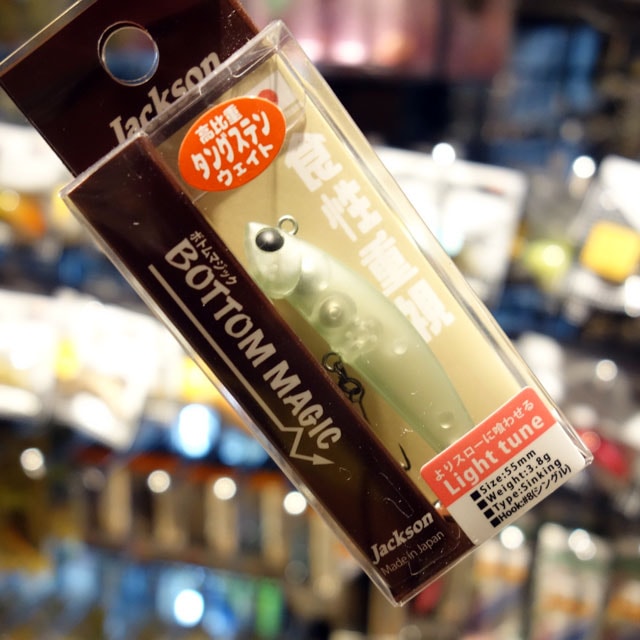 Jackson
高比重
タングステン
ウェイト
食性重視
ボトムマジック
BOTTOM MAGIC
よりスローに喰わせる
Light tune
■Size:55mm
■Weight:3.8g
■Type:Sinking
■Hook:#8(シングル)
Jackson
Made in Japan